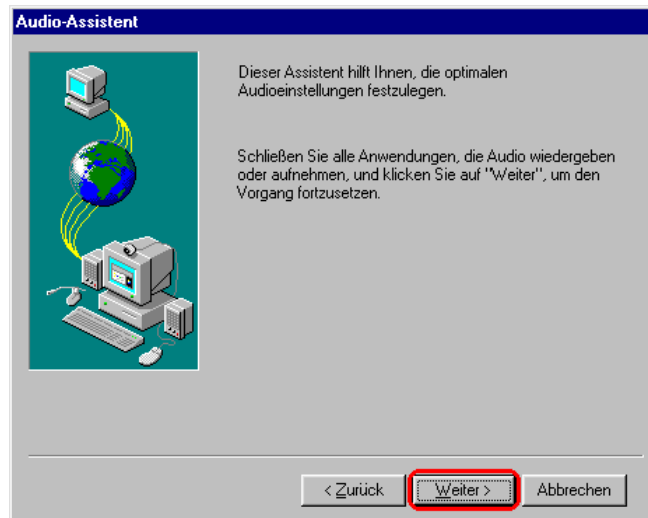 Audio-Assistent
Dieser Assistent hilft Ihnen, die optimalen
Audioeinstellungen festzulegen.
Schließen Sie alle Anwendungen, die Audio wiedergeben
oder aufnehmen, und klicken Sie auf "Weiter", um den
Vorgang fortzusetzen.
< Zurück
Weiter >
Abbrechen